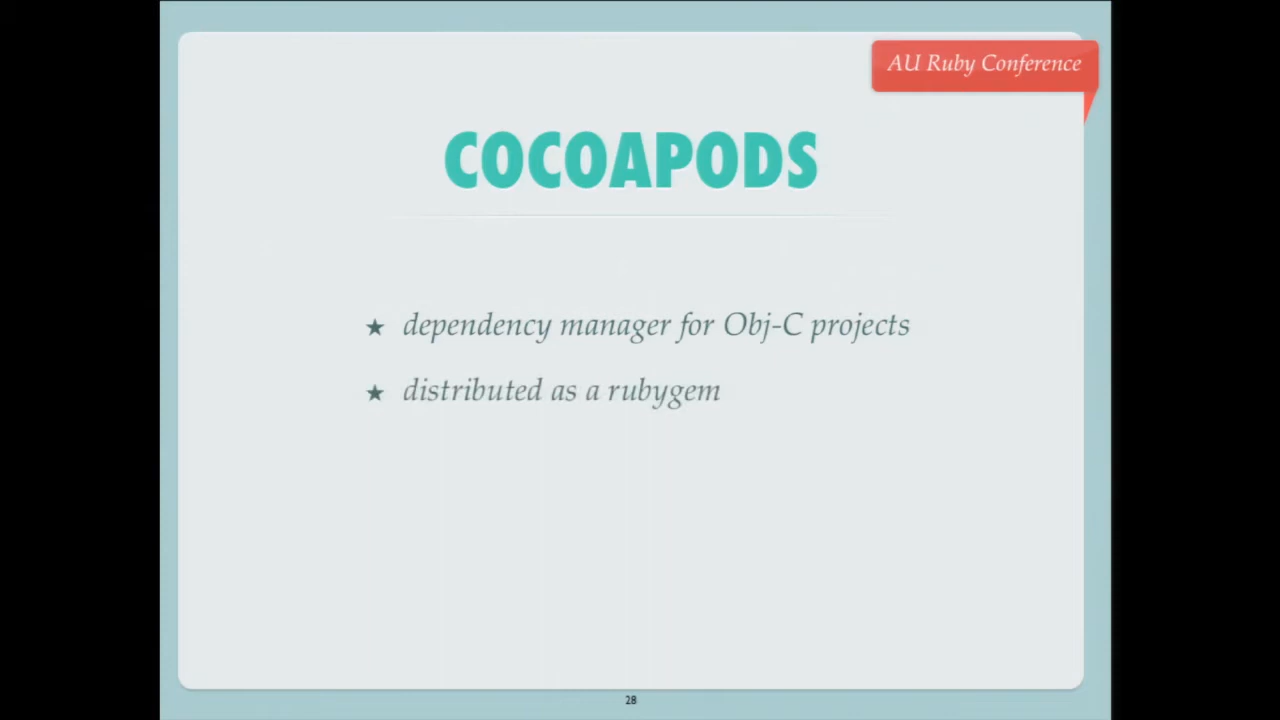 AU Ruby Conference
COCOAPODS
★ dependency manager for Obj-C projects
★ distributed as a rubygem
28